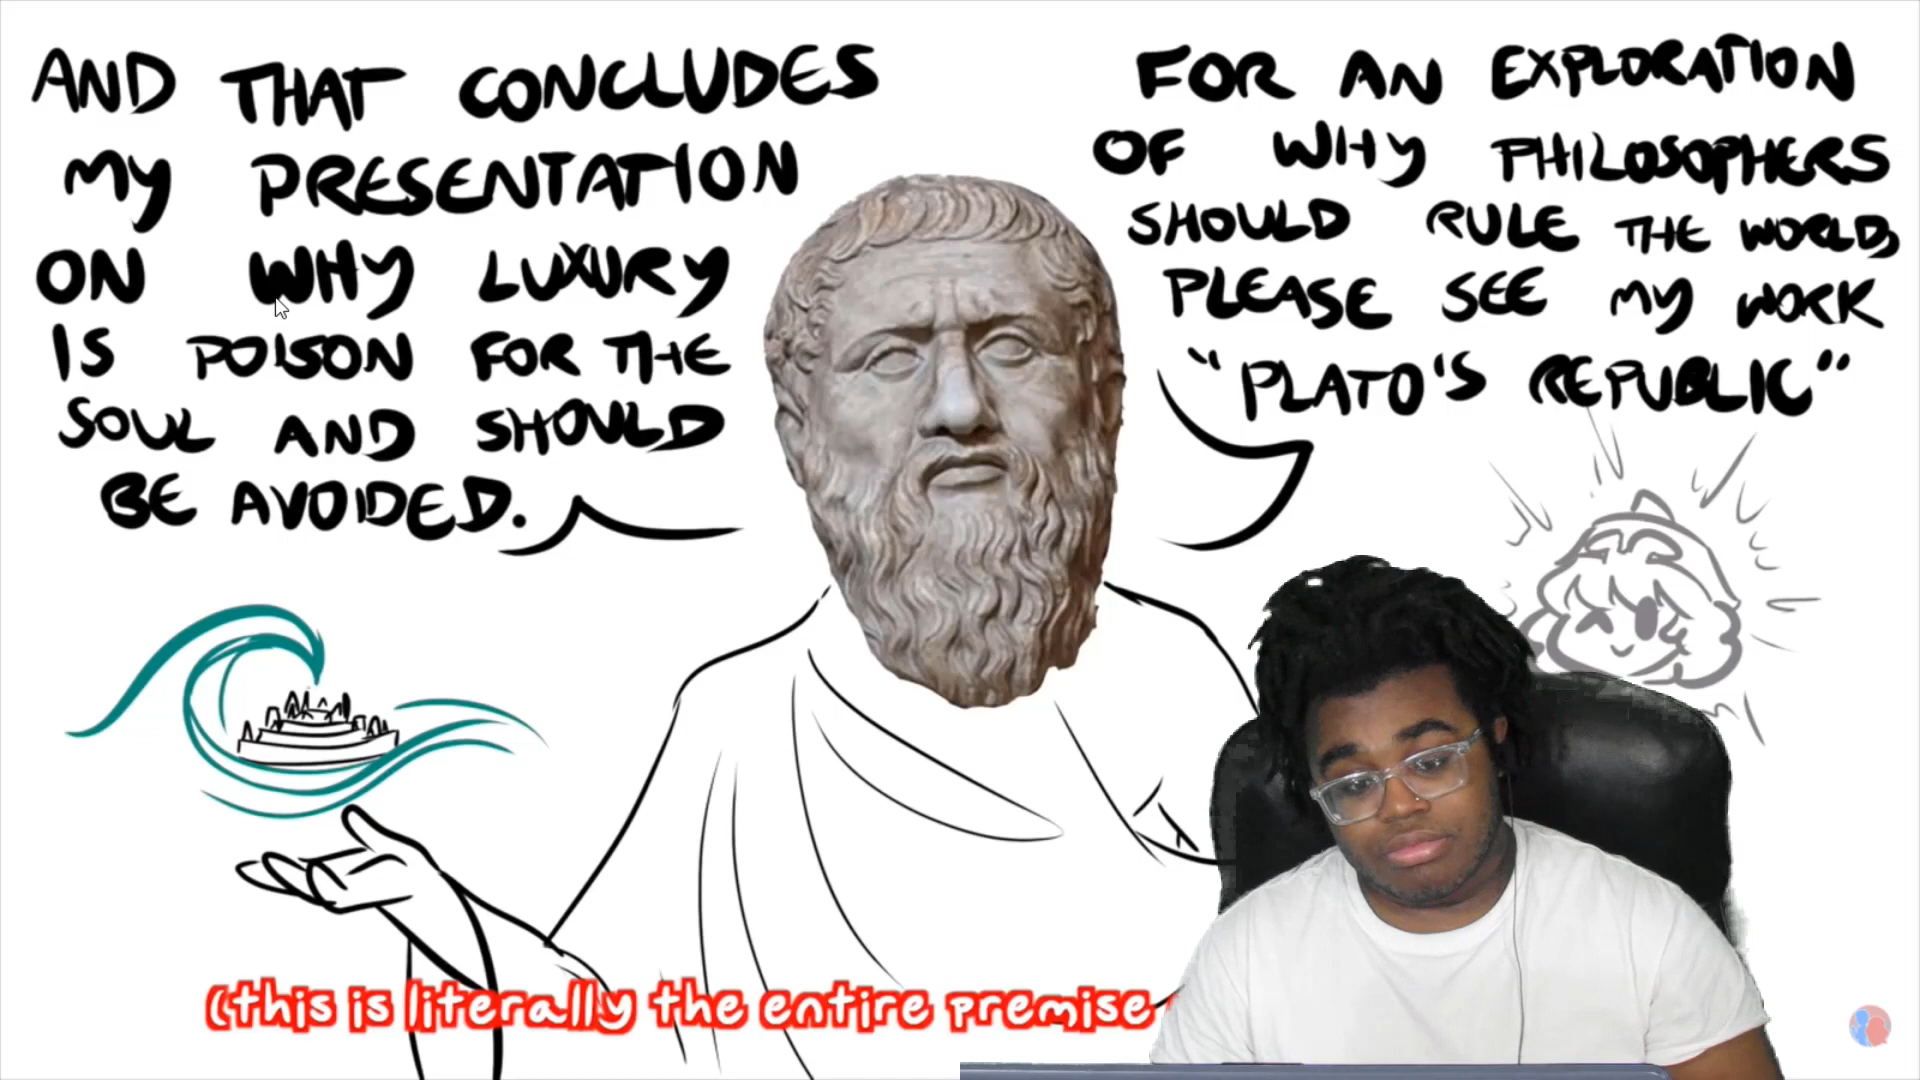 AND THAT CONCLUDES
MY PRESENTATION
ON WHY LUXURY
IS POISON FOR THE
SOUL AND SHOULD
BE AVOIDED.
FOR AN EXPLORATION
OF WHY PHILOSOPHERS
SHOULD RULE THE WORLD,
PLEASE SEE MY WORK
"PLATO'S REPUBLIC"
(this is literally the entire premise